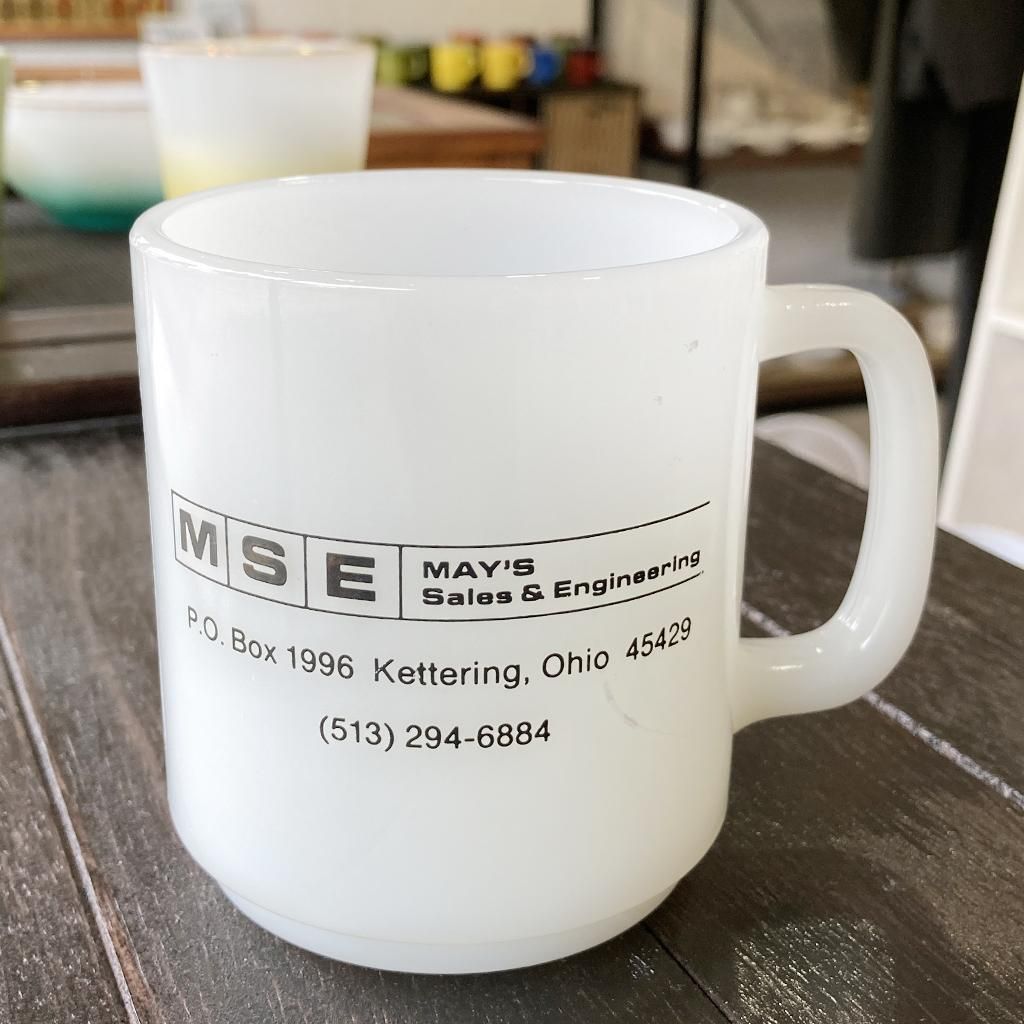 MSE MAY'S
Sales & Engineering
P.O. Box 1996 Kettering, Ohio 45429
(513) 294-6884